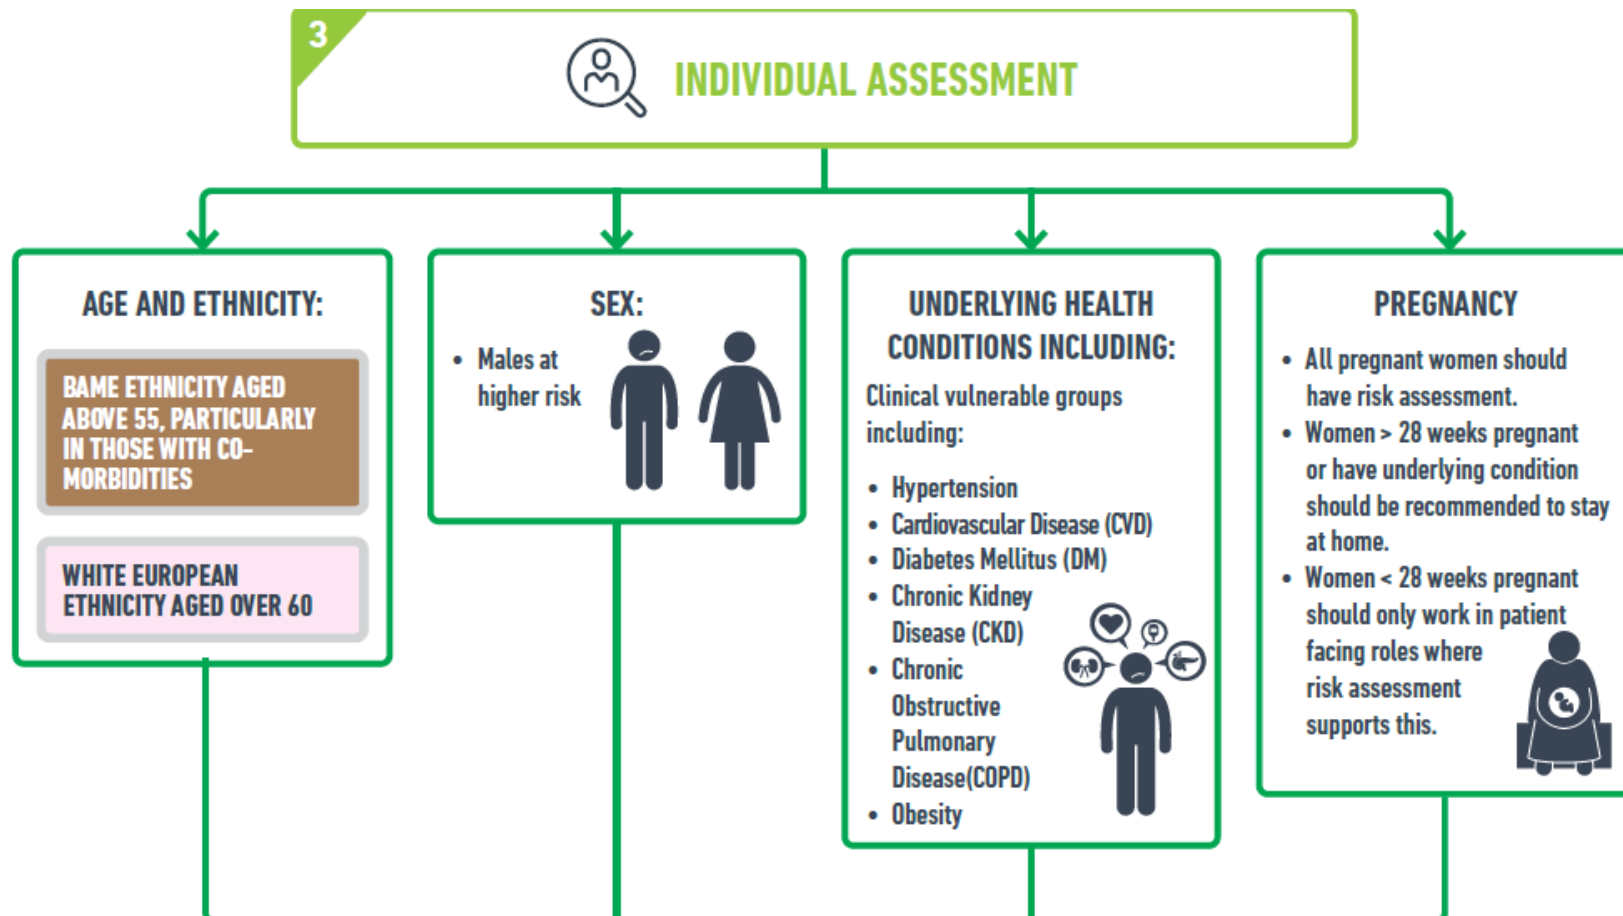 3
INDIVIDUAL ASSESSMENT
AGE AND ETHNICITY:
BAME ETHNICITY AGED
ABOVE 55, PARTICULARLY
IN THOSE WITH CO-
MORBIDITIES
WHITE EUROPEAN
ETHNICITY AGED OVER 60
SEX:
• Males at
higher risk
UNDERLYING HEALTH
CONDITIONS INCLUDING:
Clinical vulnerable groups
including:
• Hypertension
• Cardiovascular Disease (CVD)
• Diabetes Mellitus (DM)
• Chronic Kidney
Disease (CKD)
• Chronic
Obstructive
Pulmonary
Disease(COPD)
• Obesity
PREGNANCY
• All pregnant women should
have risk assessment.
• Women > 28 weeks pregnant
or have underlying condition
should be recommended to stay
at home.
• Women < 28 weeks pregnant
should only work in patient
facing roles where
risk assessment
supports this.